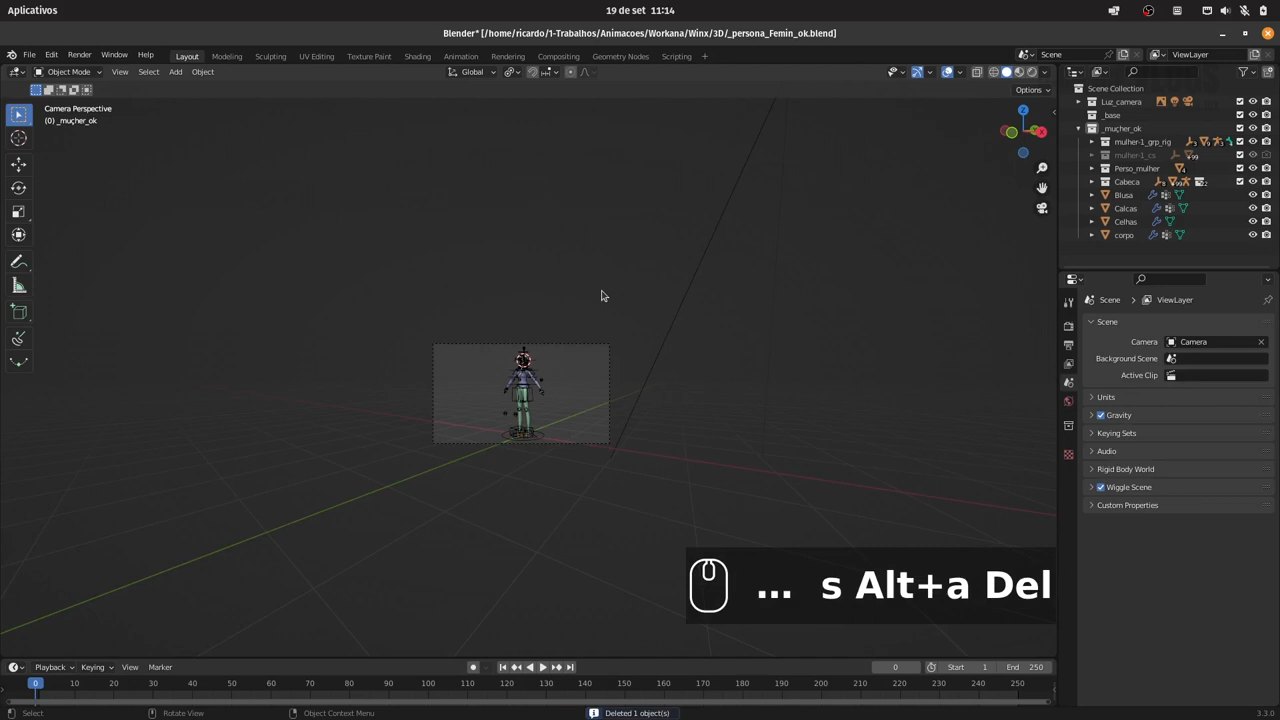 Aplicativos
19 de set 11:14
Blender* [/home/ricardo/1-Trabalhos/Animacoes/Workana/Winx/3D/_persona_Femin_ok.blend]
File Edit Render Window Help
Layout Modeling Sculpting UV Editing Texture Paint Shading Animation Rendering Compositing Geometry Nodes Scripting +
Scene
ViewLayer
Object Mode View Select Add Object
Global
Options
Camera Perspective
(0) _muçher_ok
Z
X
Scene Collection
Luz_camera
_base
_muçher_ok
mulher-1_grp_rig
mulher-1_cs
Perso_mulher
Cabeca
Blusa
Calcas
Celhas
corpo
Scene > ViewLayer
Scene
Camera Camera
Background Scene
Active Clip
Units
Gravity
Keying Sets
Audio
Rigid Body World
Wiggle Scene
Custom Properties
... s Alt+a Del
Playback Keying View Marker
0
Start 1
End 250
0 10 20 30 40 50 60 70 80 90 100 110 120 130 140 150 160 170 180 190 200 210 220 230 240 250
Select
Rotate View
Object Context Menu
Deleted 1 object(s)
3.3.0